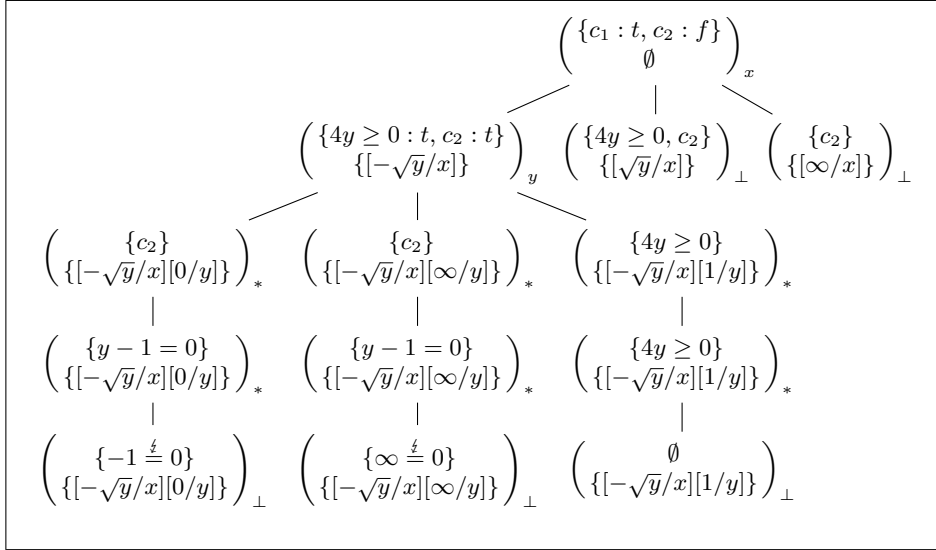 {c₁ : t, c₂ : f}
∅
x
{4y ≥ 0 : t, c₂ : t} {[-√y/x]} y
{4y ≥ 0, c₂} {[√y/x]} ⊥
{c₂} {[∞/x]} ⊥
{c₂} {[-√y/x][0/y]} *
{c₂} {[-√y/x][∞/y]} *
{4y ≥ 0} {[-√y/x][1/y]} *
{y − 1 = 0} {[-√y/x][0/y]} *
{y − 1 = 0} {[-√y/x][∞/y]} *
{4y ≥ 0} {[-√y/x][1/y]} *
{−1 =↯ 0} {[-√y/x][0/y]} ⊥
{∞ =↯ 0} {[-√y/x][∞/y]} ⊥
∅ {[-√y/x][1/y]} ⊥